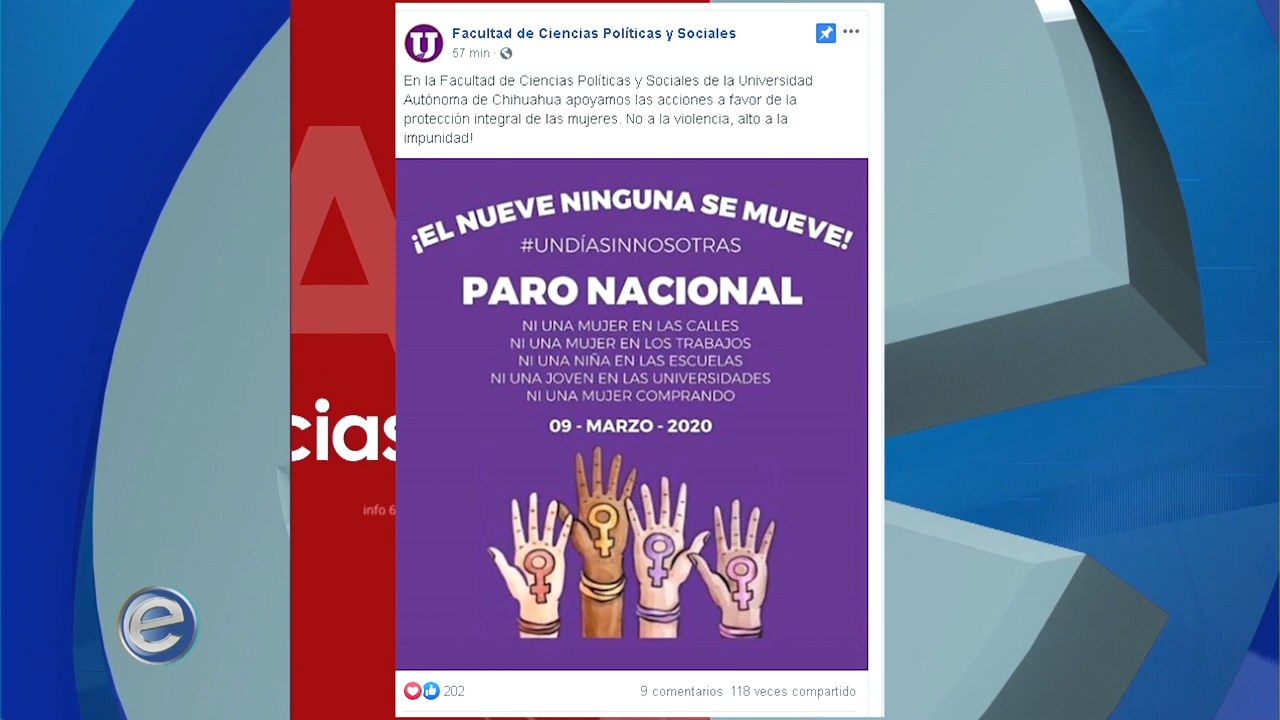 Facultad de Ciencias Políticas y Sociales
57 min ·
En la Facultad de Ciencias Políticas y Sociales de la Universidad
Autónoma de Chihuahua apoyamos las acciones a favor de la
protección integral de las mujeres. No a la violencia, alto a la
impunidad!
¡EL NUEVE NINGUNA SE MUEVE!
#UNDÍASINNOSOTRAS
PARO NACIONAL
NI UNA MUJER EN LAS CALLES
NI UNA MUJER EN LOS TRABAJOS
NI UNA NIÑA EN LAS ESCUELAS
NI UNA JOVEN EN LAS UNIVERSIDADES
NI UNA MUJER COMPRANDO
09 - MARZO - 2020
202
9 comentarios 118 veces compartido
A
cias
info 6
e